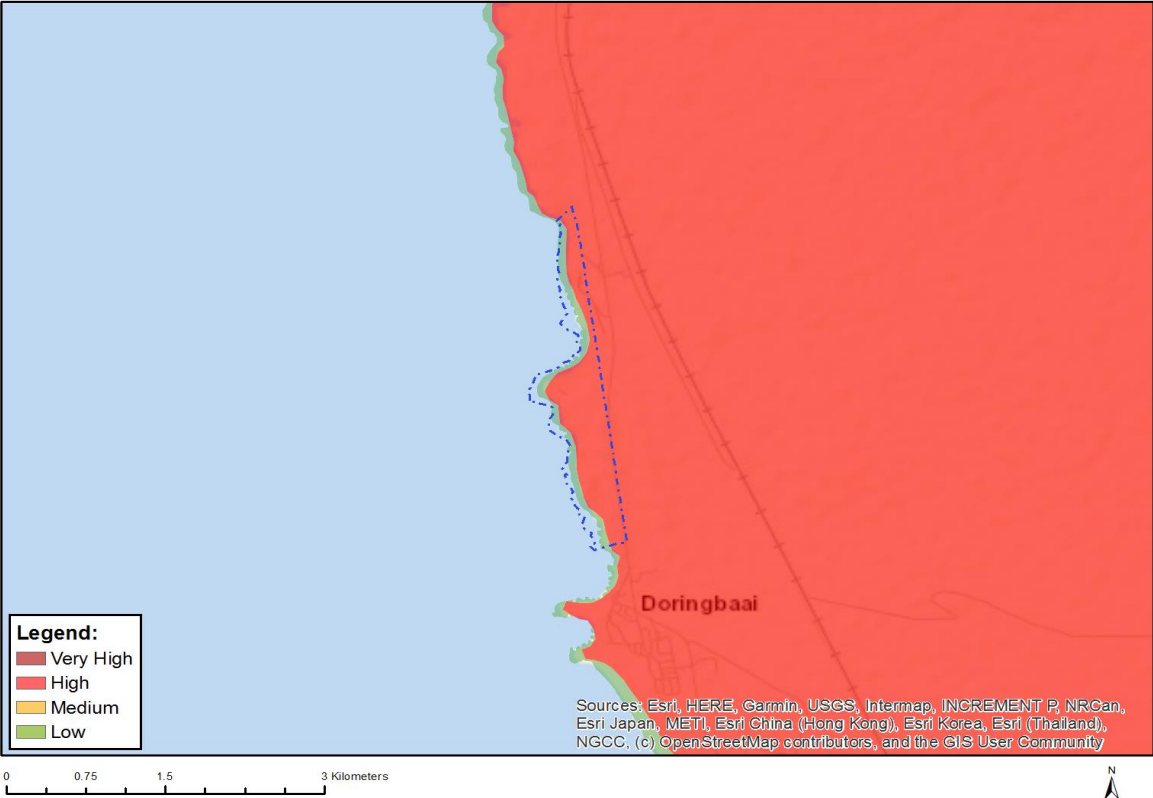 Doringbaai
Legend:
Very High
High
Medium
Low
Sources: Esri, HERE, Garmin, USGS, Intermap, INCREMENT P, NRCan,
Esri Japan, METI, Esri China (Hong Kong), Esri Korea, Esri (Thailand),
NGCC, (c) OpenStreetMap contributors, and the GIS User Community
0 0.75 1.5 3 Kilometers
N